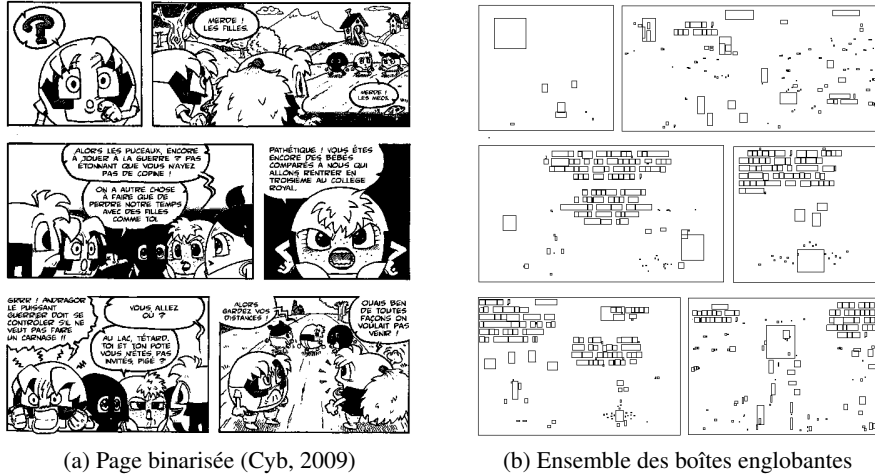 ?
MERDE !
LES FILLES.
MERDE !
LES MECS.
ALORS LES PUCEAUX, ENCORE
À JOUER À LA GUERRE ? PAS
ÉTONNANT QUE VOUS N'AYEZ
PAS DE COPINE !
ON A AUTRE CHOSE
À FAIRE QUE DE
PERDRE NOTRE TEMPS
AVEC DES FILLES
COMME TOI.
PATHÉTIQUE ! VOUS ÊTES
ENCORE DES BÉBÉS
COMPARÉS À NOUS QUI
ALLONS RENTRER EN
TROISIÈME AU COLLEGE
ROYAL.
GRRR ! ANDRAGOR
LE PUISSANT
GUERRIER DOIT SE
CONTROLER S'IL NE
VEUT PAS FAIRE
UN CARNAGE !!
VOUS ALLEZ
OU ?
AU LAC, TÉTARD.
TOI ET TON POTE
VOUS N'ÊTES PAS
INVITÉS, PIGÉ ?
ALORS
GARDEZ VOS
DISTANCES !
OUAIS BEN
DE TOUTES
FAÇONS ON
VOULAIT PAS
VENIR !
(a) Page binarisée (Cyb, 2009)
(b) Ensemble des boîtes englobantes